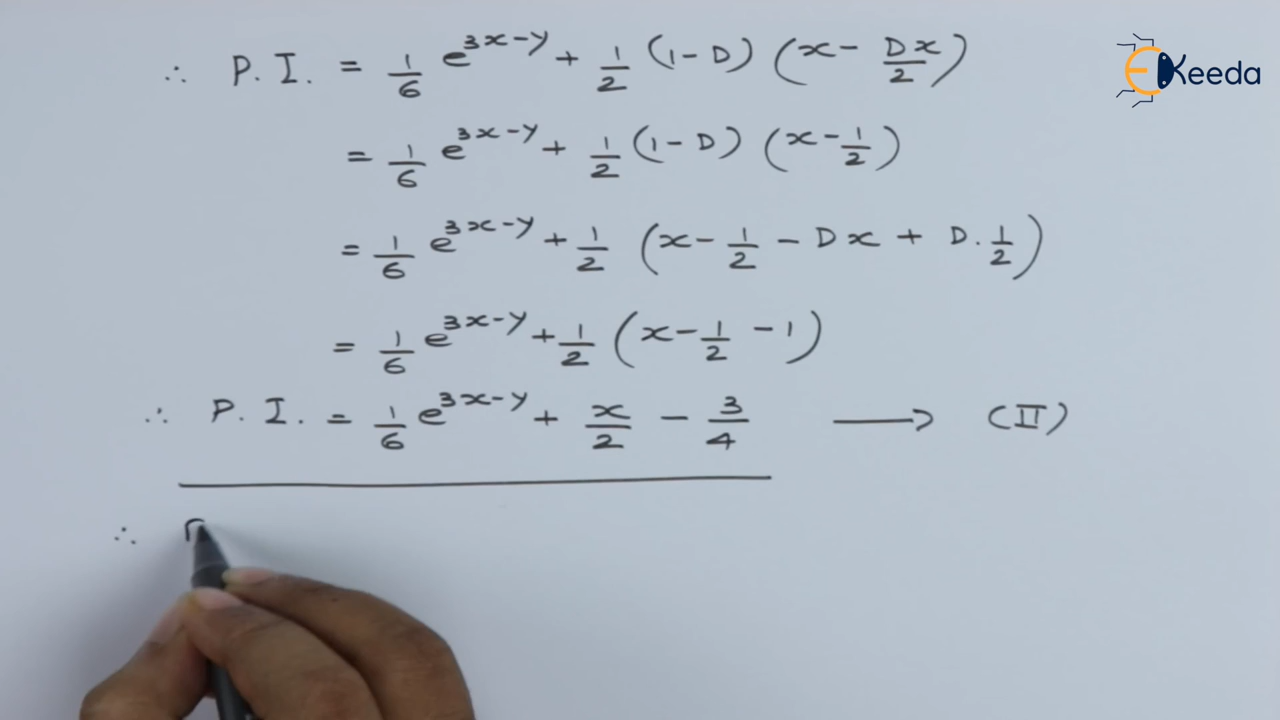 ∴ P.I. = 1/6 e^(3x-y) + 1/2 (1-D) (x - Dx/2)
EKeeda
= 1/6 e^(3x-y) + 1/2 (1-D) (x - 1/2)
= 1/6 e^(3x-y) + 1/2 (x - 1/2 - Dx + D. 1/2)
= 1/6 e^(3x-y) + 1/2 (x - 1/2 - 1)
∴ P.I. = 1/6 e^(3x-y) + x/2 - 3/4 ⟶ (II)
∴